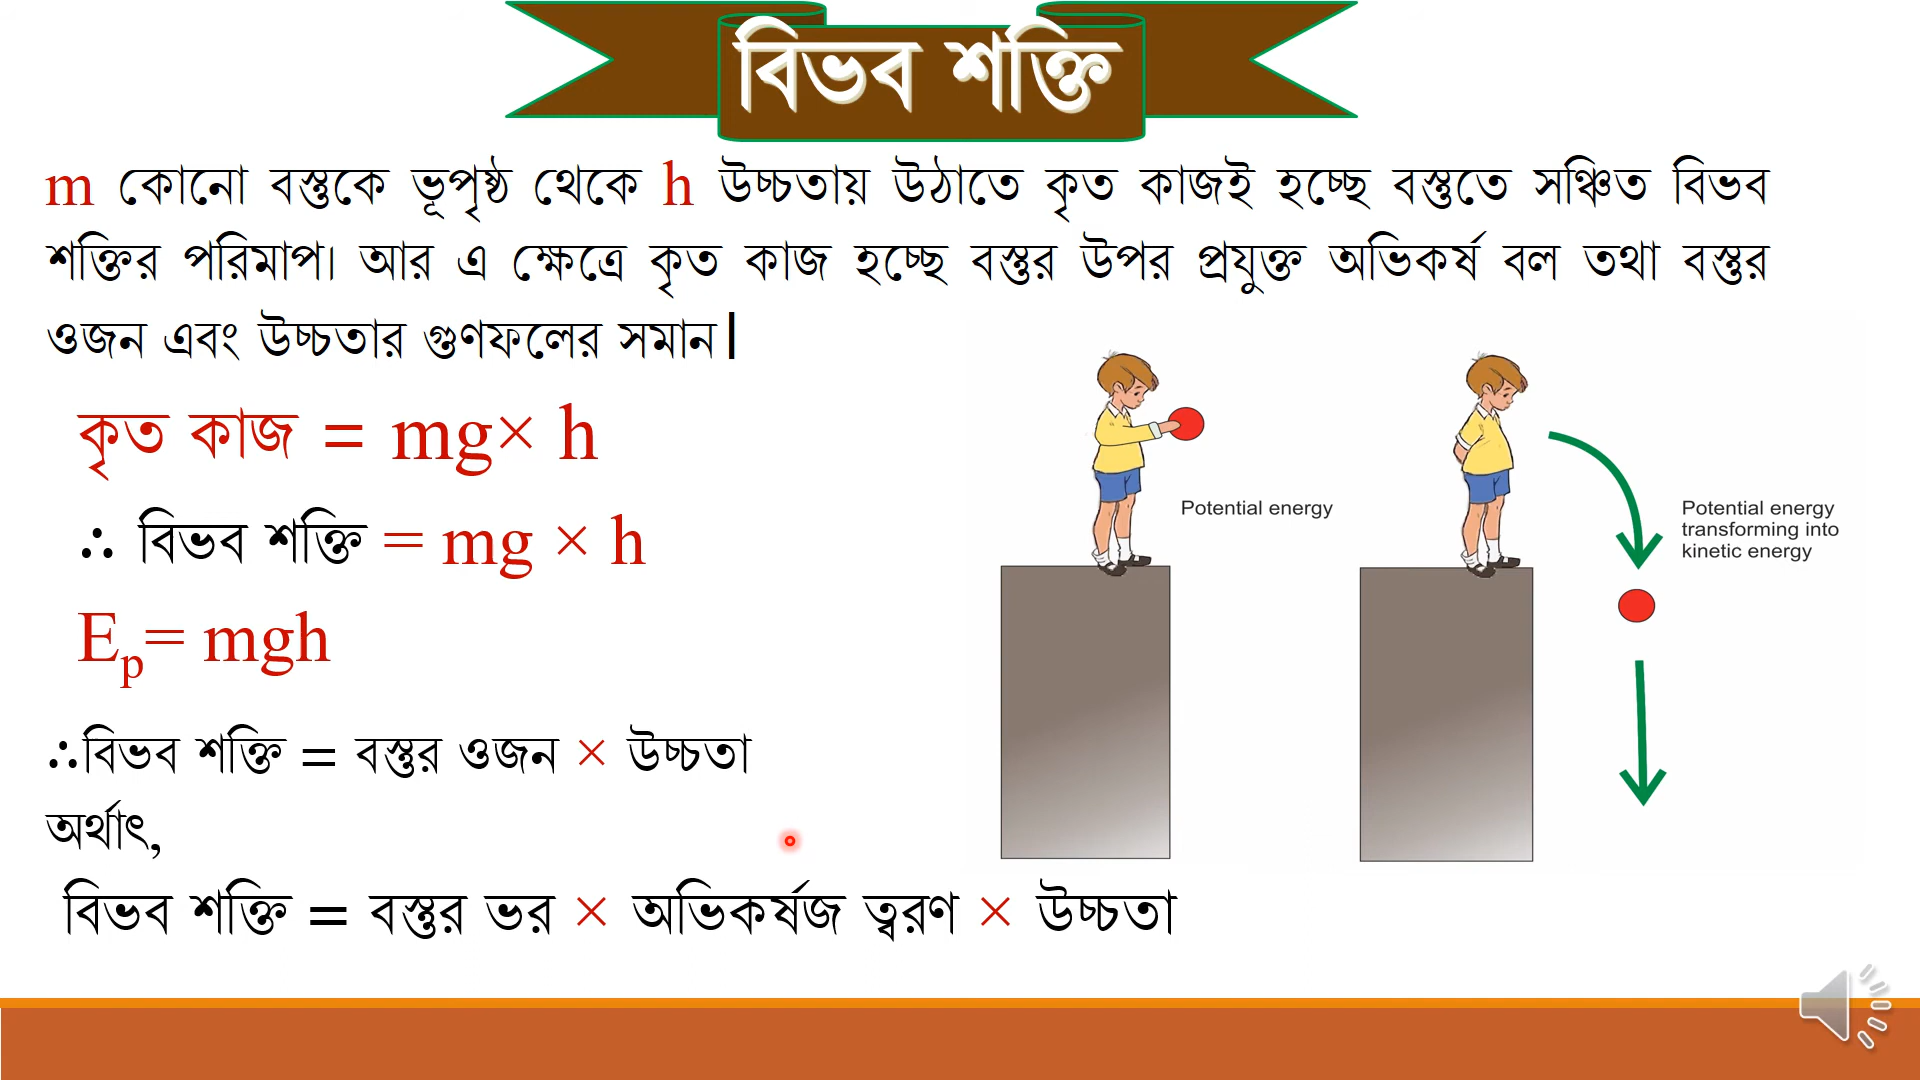 বিভব শক্তি
m কোনো বস্তুকে ভূপৃষ্ঠ থেকে h উচ্চতায় উঠাতে কৃত কাজই হচ্ছে বস্তুতে সঞ্চিত বিভব
শক্তির পরিমাপ। আর এ ক্ষেত্রে কৃত কাজ হচ্ছে বস্তুর উপর প্রযুক্ত অভিকর্ষ বল তথা বস্তুর
ওজন এবং উচ্চতার গুণফলের সমান।
কৃত কাজ = mg× h
∴ বিভব শক্তি = mg × h
Eₚ= mgh
∴বিভব শক্তি = বস্তুর ওজন × উচ্চতা
অর্থাৎ,
বিভব শক্তি = বস্তুর ভর × অভিকর্ষজ ত্বরণ × উচ্চতা
Potential energy
Potential energy
transforming into
kinetic energy